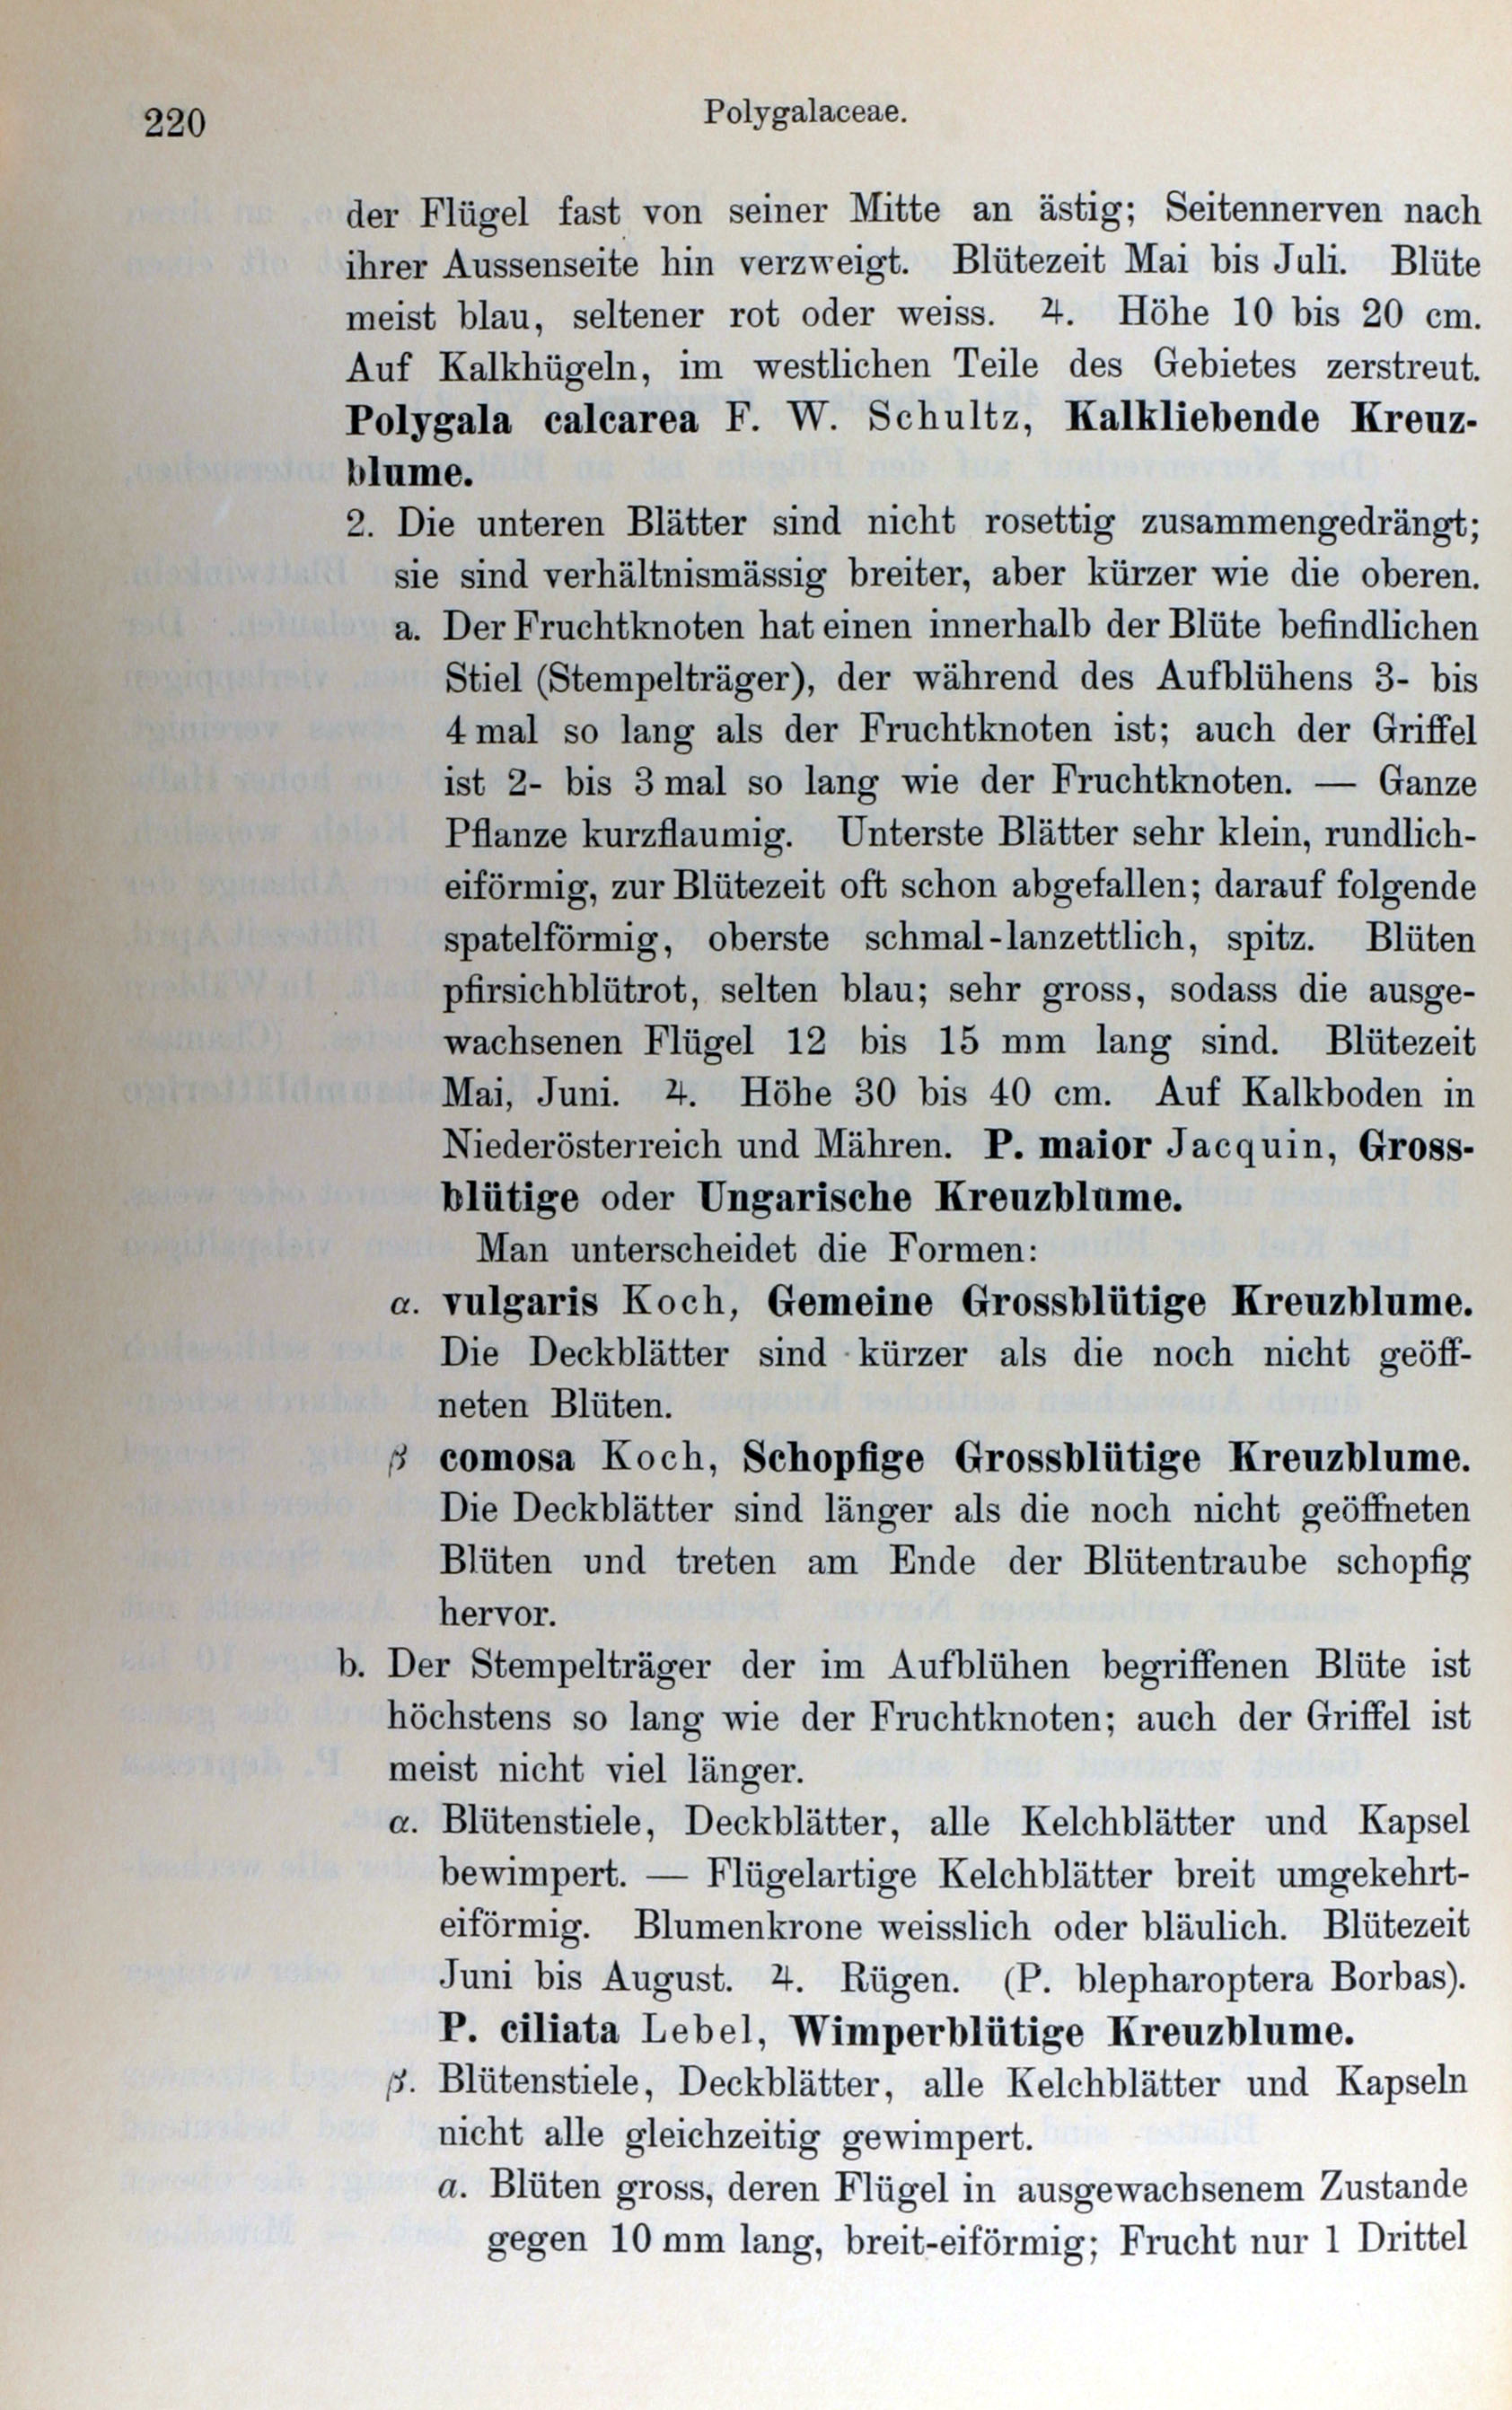 220
Polygalaceae.
der Flügel fast von seiner Mitte an ästig; Seitennerven nach
ihrer Aussenseite hin verzweigt. Blütezeit Mai bis Juli. Blüte
meist blau, seltener rot oder weiss. ♃. Höhe 10 bis 20 cm.
Auf Kalkhügeln, im westlichen Teile des Gebietes zerstreut.
Polygala calcarea F. W. Schultz, Kalkliebende Kreuz-
blume.
2. Die unteren Blätter sind nicht rosettig zusammengedrängt;
sie sind verhältnismässig breiter, aber kürzer wie die oberen.
a. Der Fruchtknoten hat einen innerhalb der Blüte befindlichen
Stiel (Stempelträger), der während des Aufblühens 3- bis
4 mal so lang als der Fruchtknoten ist; auch der Griffel
ist 2- bis 3 mal so lang wie der Fruchtknoten. — Ganze
Pflanze kurzflaumig. Unterste Blätter sehr klein, rundlich-
eiförmig, zur Blütezeit oft schon abgefallen; darauf folgende
spatelförmig, oberste schmal-lanzettlich, spitz. Blüten
pfirsichblütrot, selten blau; sehr gross, sodass die ausge-
wachsenen Flügel 12 bis 15 mm lang sind. Blütezeit
Mai, Juni. ♃. Höhe 30 bis 40 cm. Auf Kalkboden in
Niederösterreich und Mähren. P. maior Jacquin, Gross-
blütige oder Ungarische Kreuzblume.
Man unterscheidet die Formen:
α. vulgaris Koch, Gemeine Grossblütige Kreuzblume.
Die Deckblätter sind kürzer als die noch nicht geöff-
neten Blüten.
β comosa Koch, Schopfige Grossblütige Kreuzblume.
Die Deckblätter sind länger als die noch nicht geöffneten
Blüten und treten am Ende der Blütentraube schopfig
hervor.
b. Der Stempelträger der im Aufblühen begriffenen Blüte ist
höchstens so lang wie der Fruchtknoten; auch der Griffel ist
meist nicht viel länger.
α. Blütenstiele, Deckblätter, alle Kelchblätter und Kapsel
bewimpert. — Flügelartige Kelchblätter breit umgekehrt-
eiförmig. Blumenkrone weisslich oder bläulich. Blütezeit
Juni bis August. ♃. Rügen. (P. blepharoptera Borbas).
P. ciliata Lebel, Wimperblütige Kreuzblume.
β. Blütenstiele, Deckblätter, alle Kelchblätter und Kapseln
nicht alle gleichzeitig gewimpert.
a. Blüten gross, deren Flügel in ausgewachsenem Zustande
gegen 10 mm lang, breit-eiförmig; Frucht nur 1 Drittel